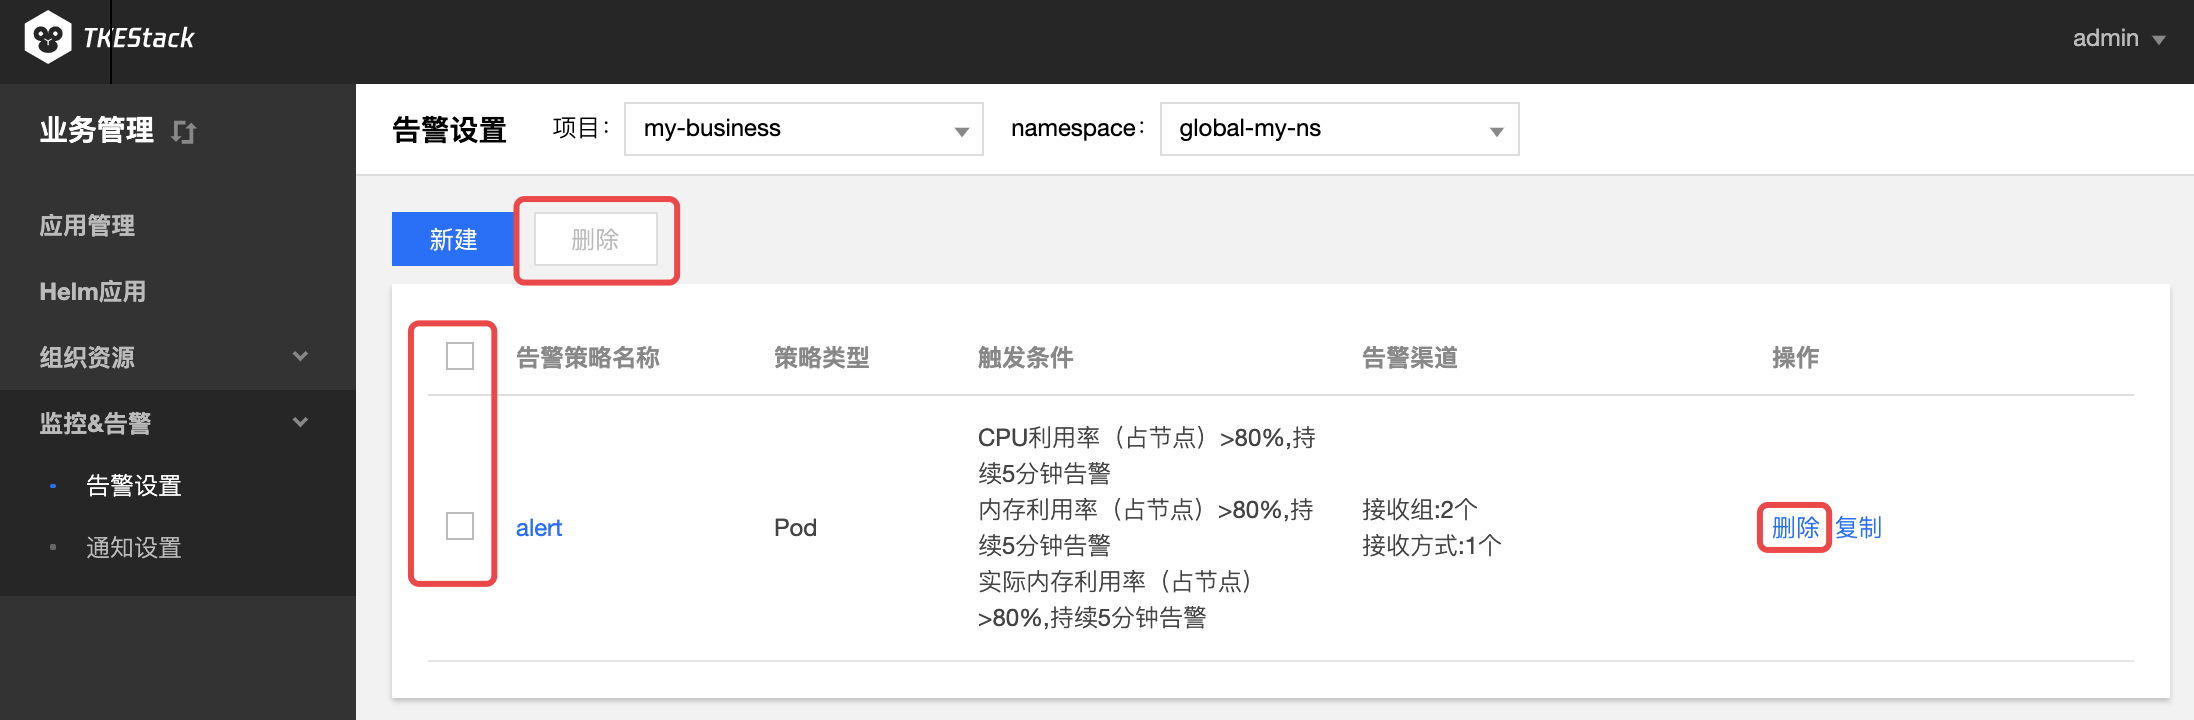 TKEStack
admin
业务管理
告警设置 项目： my-business namespace： global-my-ns
应用管理
Helm应用
组织资源
监控&告警
告警设置
通知设置
新建 删除
告警策略名称 策略类型 触发条件 告警渠道 操作
alert Pod
CPU利用率（占节点）>80%,持
续5分钟告警
内存利用率（占节点）>80%,持
续5分钟告警
实际内存利用率（占节点）
>80%,持续5分钟告警
接收组:2个
接收方式:1个
删除 复制